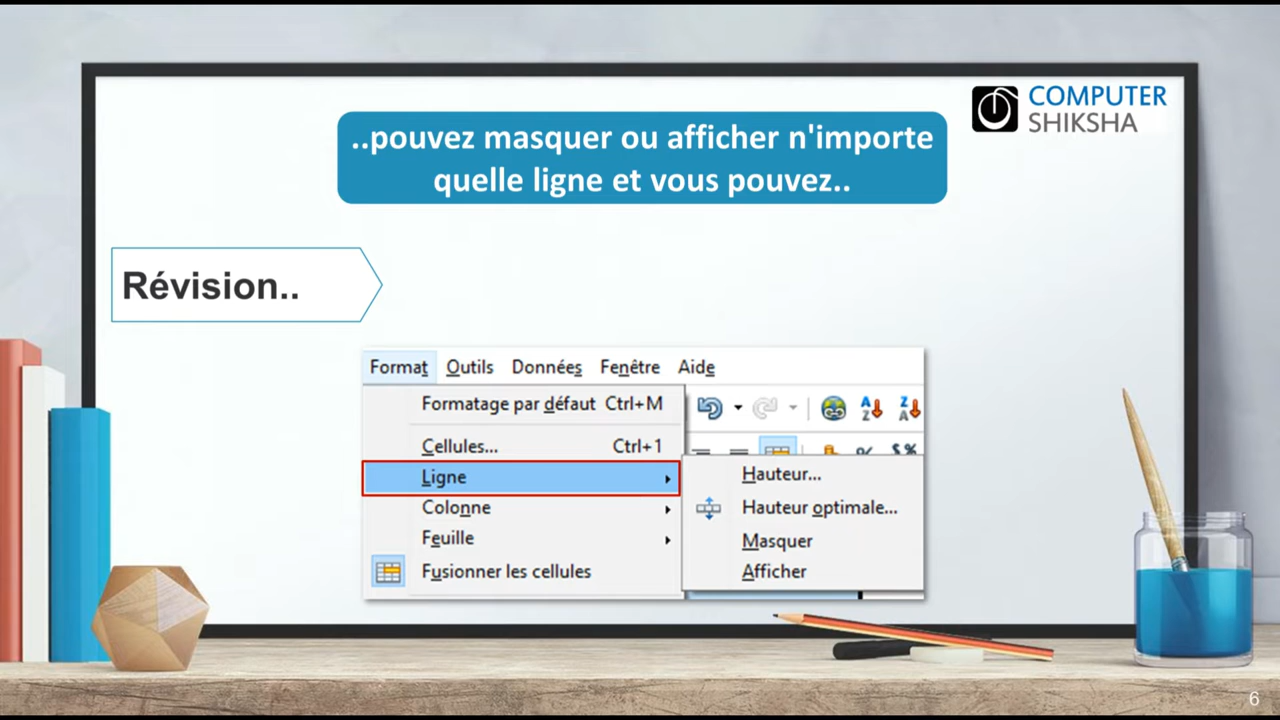 COMPUTER
SHIKSHA
..pouvez masquer ou afficher n'importe
quelle ligne et vous pouvez..
Révision..
Format Outils Données Fenêtre Aide
Formatage par défaut Ctrl+M
Cellules... Ctrl+1
Ligne
Colonne
Feuille
Fusionner les cellules
Hauteur...
Hauteur optimale...
Masquer
Afficher
6